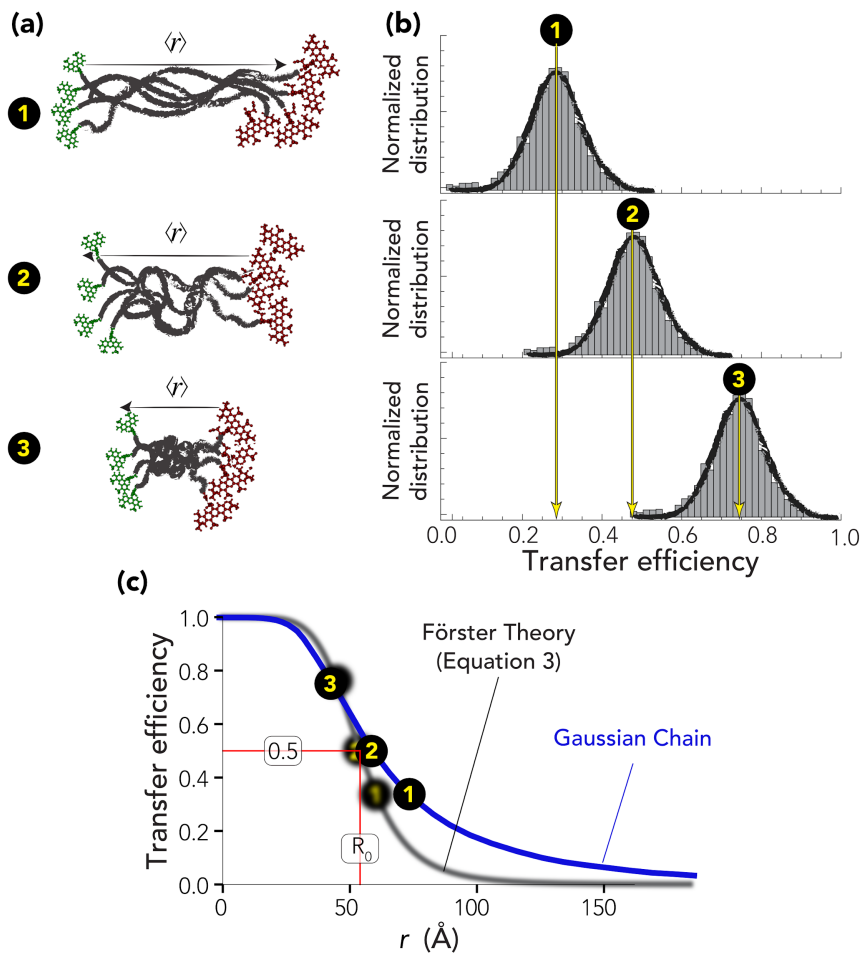 (a)
⟨r⟩
1
⟨r⟩
2
⟨r⟩
3
(b)
1
Normalized
distribution
2
Normalized
distribution
3
Normalized
distribution
0.0 0.2 0.4 0.6 0.8 1.0
Transfer efficiency
(c)
Transfer efficiency
1.0
0.8
0.6
0.4
0.2
0.0
0.5
R₀
3
2
1
1
Förster Theory
(Equation 3)
Gaussian Chain
0 50 100 150
r (Å)